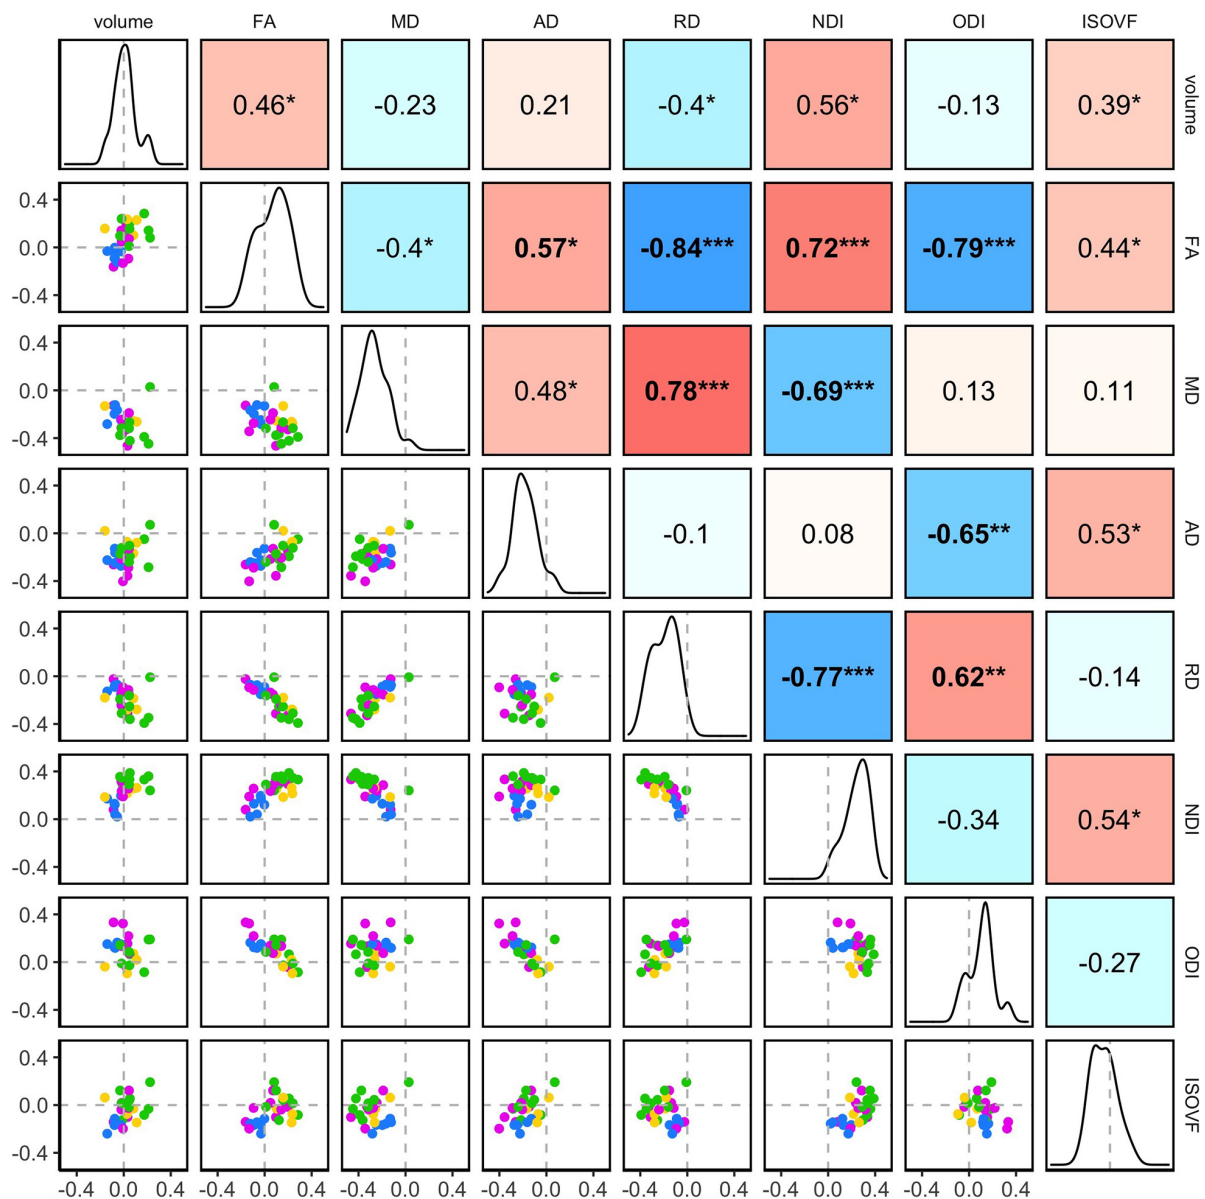 volume FA MD AD RD NDI ODI ISOVF
0.46* -0.23 0.21 -0.4* 0.56* -0.13 0.39* volume
0.4
0.0 -0.4* 0.57* -0.84*** 0.72*** -0.79*** 0.44* FA
-0.4
0.4
0.0 0.48* 0.78*** -0.69*** 0.13 0.11 MD
-0.4
0.4
0.0 -0.1 0.08 -0.65** 0.53* AD
-0.4
0.4
0.0 -0.77*** 0.62** -0.14 RD
-0.4
0.4
0.0 -0.34 0.54* NDI
-0.4
0.4
0.0 -0.27 ODI
-0.4
0.4
0.0 ISOVF
-0.4
-0.4 0.0 0.4 -0.4 0.0 0.4 -0.4 0.0 0.4 -0.4 0.0 0.4 -0.4 0.0 0.4 -0.4 0.0 0.4 -0.4 0.0 0.4 -0.4 0.0 0.4